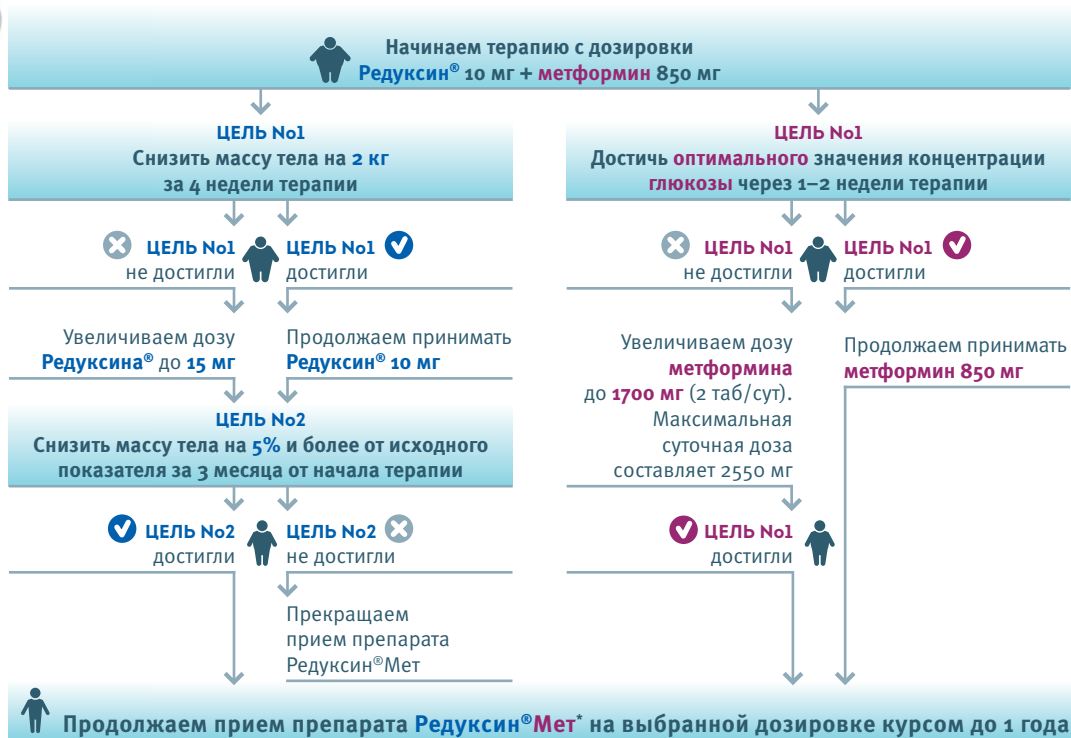 Начинаем терапию с дозировки
Редуксин® 10 мг + метформин 850 мг
ЦЕЛЬ №1
Снизить массу тела на 2 кг
за 4 недели терапии
ЦЕЛЬ №1
не достигли
ЦЕЛЬ №1
достигли
Увеличиваем дозу
Редуксина® до 15 мг
Продолжаем принимать
Редуксин® 10 мг
ЦЕЛЬ №2
Снизить массу тела на 5% и более от исходного
показателя за 3 месяца от начала терапии
ЦЕЛЬ №2
достигли
ЦЕЛЬ №2
не достигли
Прекращаем
прием препарата
Редуксин®Мет
ЦЕЛЬ №1
Достичь оптимального значения концентрации
глюкозы через 1–2 недели терапии
ЦЕЛЬ №1
не достигли
ЦЕЛЬ №1
достигли
Увеличиваем дозу
метформина
до 1700 мг (2 таб/сут).
Максимальная
суточная доза
составляет 2550 мг
Продолжаем принимать
метформин 850 мг
ЦЕЛЬ №1
достигли
Продолжаем прием препарата Редуксин®Мет* на выбранной дозировке курсом до 1 года